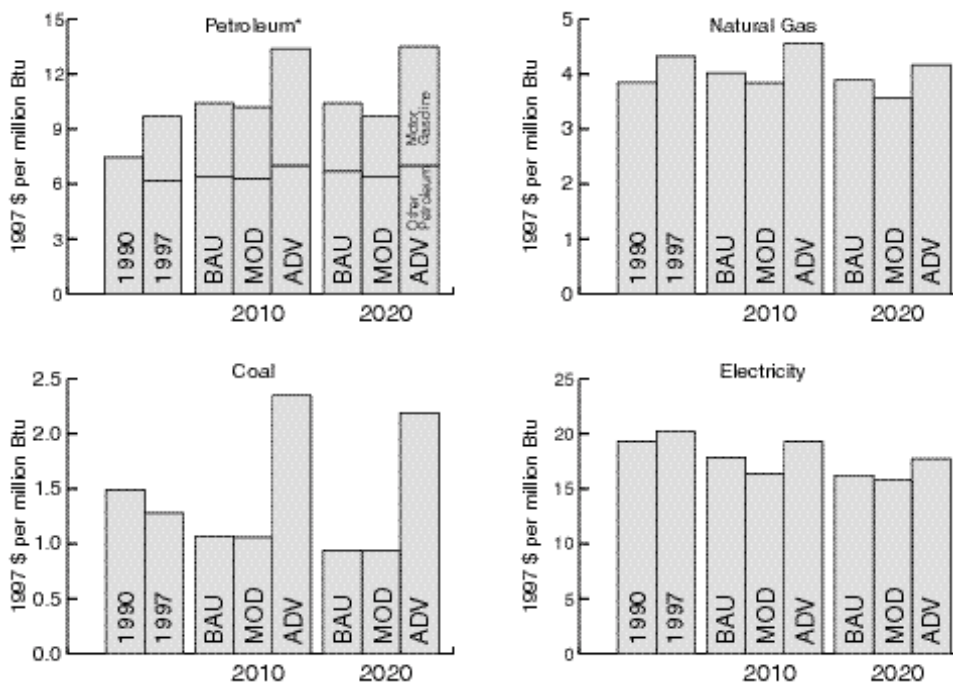 Petroleum*
1997 $ per million Btu
15
12
9
6
3
0
1990
1997
BAU
MOD
ADV
BAU
MOD
ADV
Motor
Gasoline
Other
Petroleum
2010
2020
Natural Gas
1997 $ per million Btu
5
4
3
2
1
0
1990
1997
BAU
MOD
ADV
BAU
MOD
ADV
2010
2020
Coal
1997 $ per million Btu
2.5
2.0
1.5
1.0
0.5
0.0
1990
1997
BAU
MOD
ADV
BAU
MOD
ADV
2010
2020
Electricity
1997 $ per million Btu
25
20
15
10
5
0
1990
1997
BAU
MOD
ADV
BAU
MOD
ADV
2010
2020